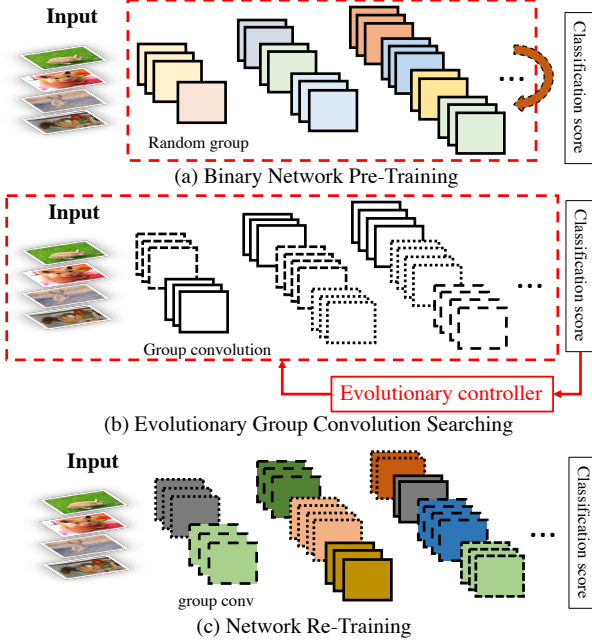 Input
Random group
...
Classification score
(a) Binary Network Pre-Training
Input
Group convolution
...
Classification score
Evolutionary controller
(b) Evolutionary Group Convolution Searching
Input
group conv
...
Classification score
(c) Network Re-Training